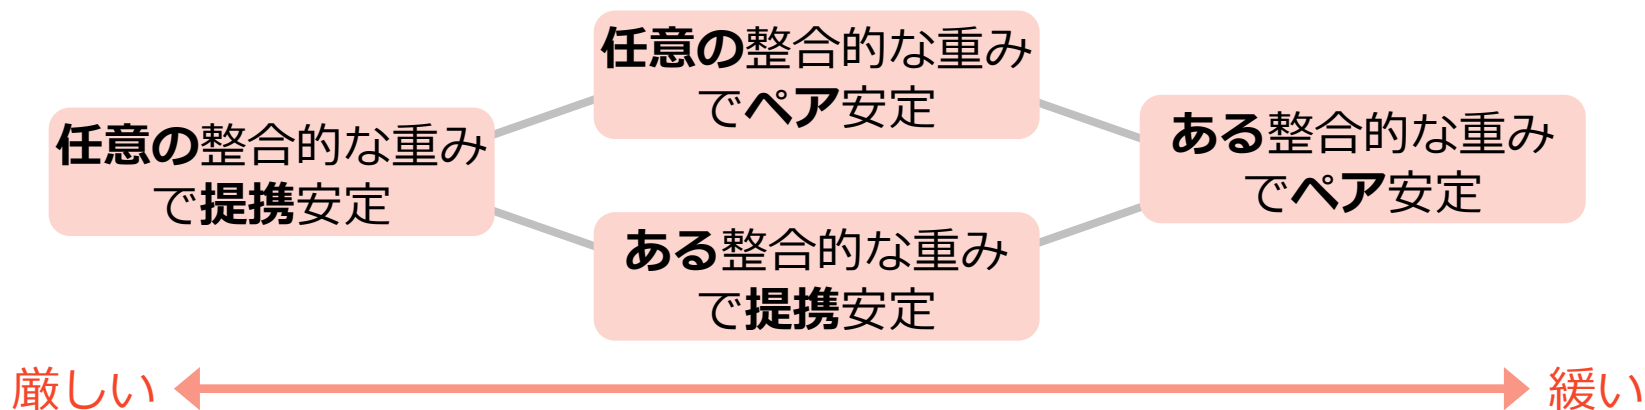 任意の整合的な重み
でペア安定
任意の整合的な重み
で提携安定
ある整合的な重み
でペア安定
ある整合的な重み
で提携安定
厳しい
緩い